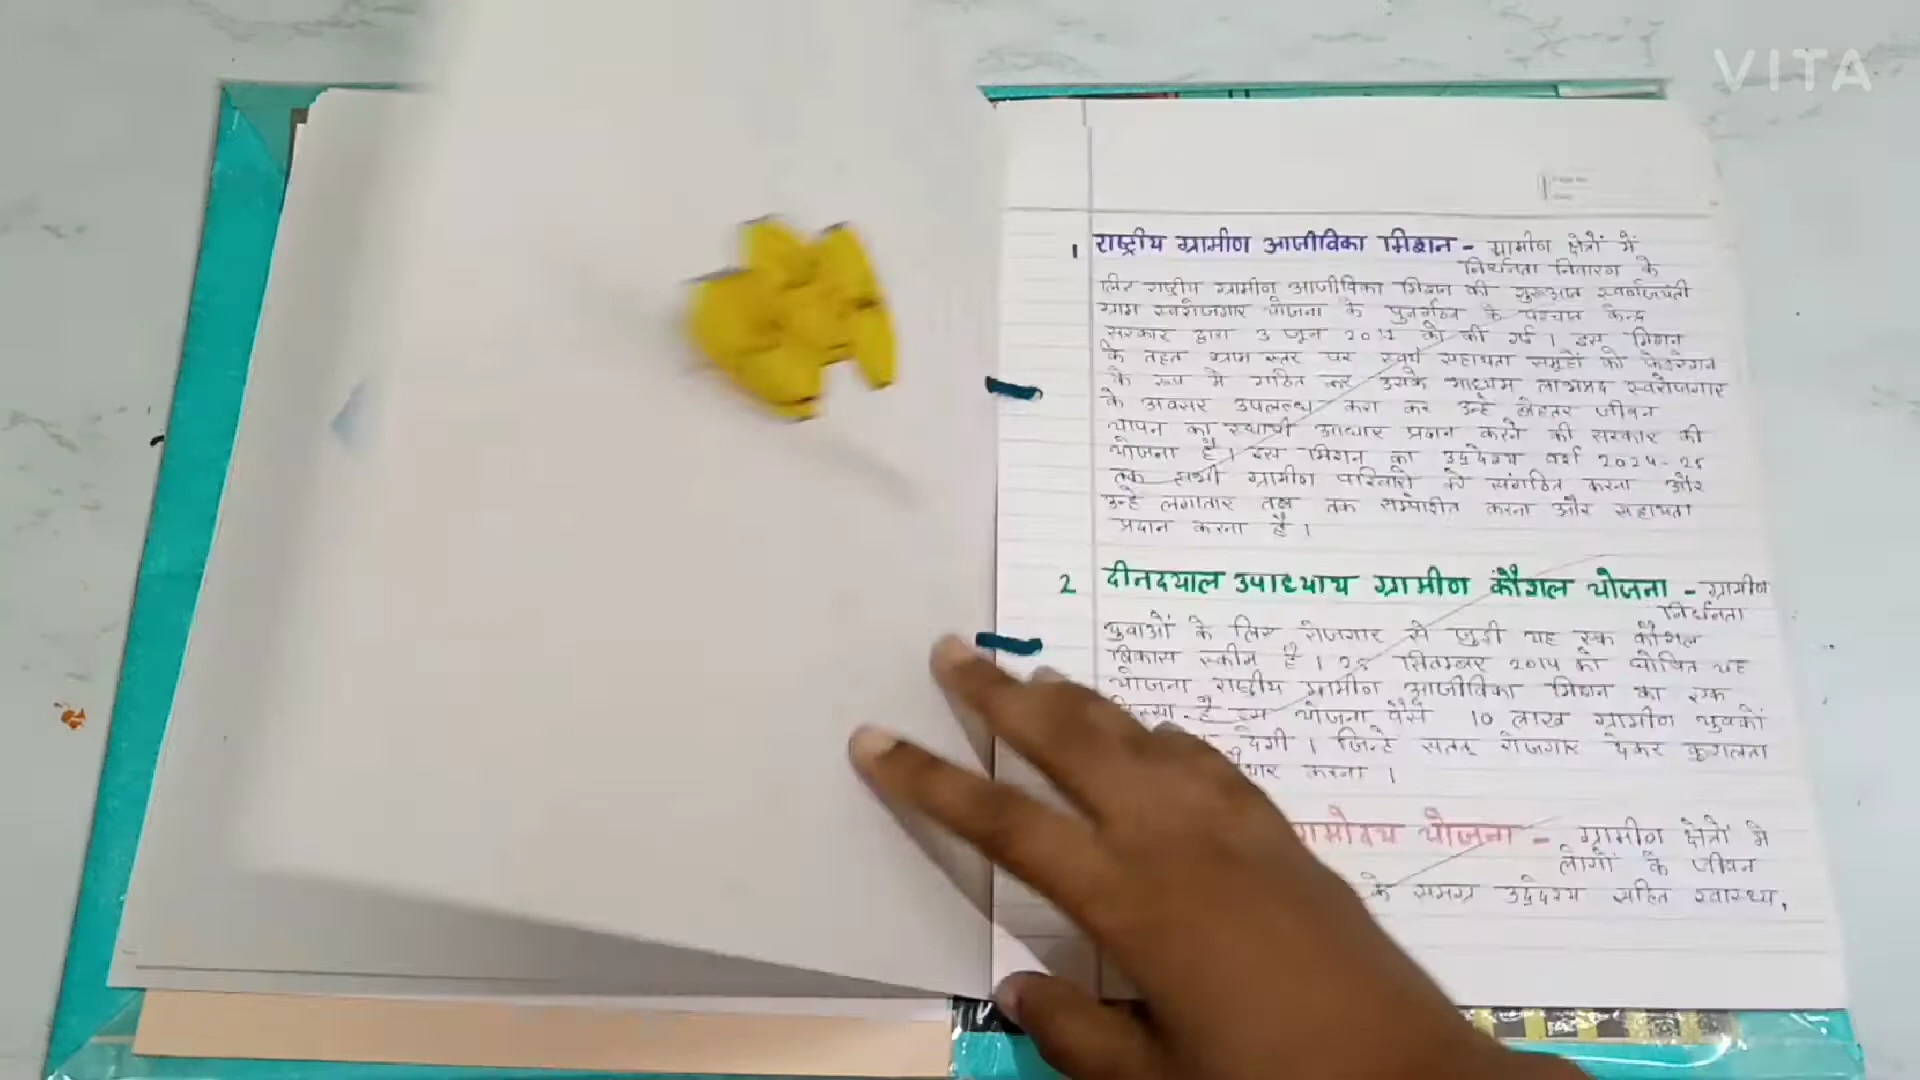 VITA
1 राष्ट्रीय ग्रामीण आजीविका मिशन - ग्रामीण क्षेत्रों में
निर्धनता निवारण के
लिए राष्ट्रीय ग्रामीण आजीविका मिशन की शुरूआत स्वर्णजयंती
ग्राम स्वरोजगार योजना के पुनर्गठन के पश्चात केन्द्र
सरकार द्वारा 3 जून को की गई । इस मिशन
के तहत ग्राम स्तर पर स्वयं सहायता समूहों को फेडरेशन
के रूप में गठित कर उसके माध्यम लाभप्रद स्वरोजगार
के अवसर उपलब्ध करा कर उन्हें बेहतर जीवन
यापन का स्थायी आधार प्रदान करने की सरकार की
योजना है । इस मिशन का उद्देश्य वर्ष 2024-25
तक सभी ग्रामीण परिवारों को संगठित करना और
उन्हें लगातार तब तक करना और सहायता
प्रदान करना है ।
2 दीनदयाल उपाध्याय ग्रामीण कौशल योजना - ग्रामीण
निर्धनता
युवाओं के लिए रोजगार से जुड़ी यह एक कौशल
विकास स्कीम है । 25 सितम्बर 2014 को घोषित यह
योजना राष्ट्रीय ग्रामीण आजीविका मिशन का एक
है इस योजना वैसे 10 लाख ग्रामीण युवकों
देगी । जिन्हें सतत् रोजगार देकर कुशलता
करना ।
ग्रामोदय योजना - ग्रामीण क्षेत्रों में
लोगों के जीवन
के समग्र उद्देश्य सहित स्वास्थ्य,